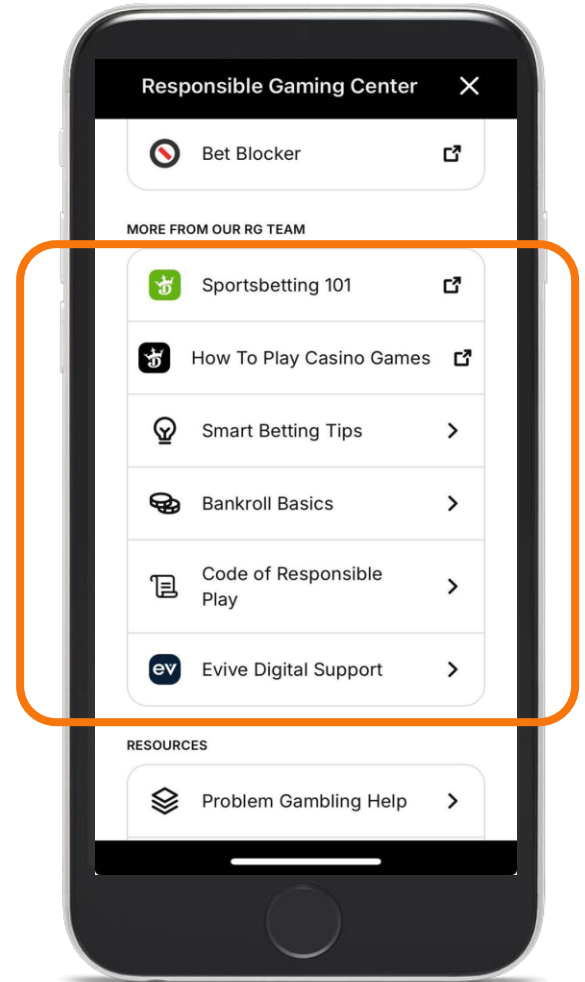 Responsible Gaming Center
Bet Blocker
MORE FROM OUR RG TEAM
Sportsbetting 101
How To Play Casino Games
Smart Betting Tips
Bankroll Basics
Code of Responsible
Play
ev Evive Digital Support
RESOURCES
Problem Gambling Help